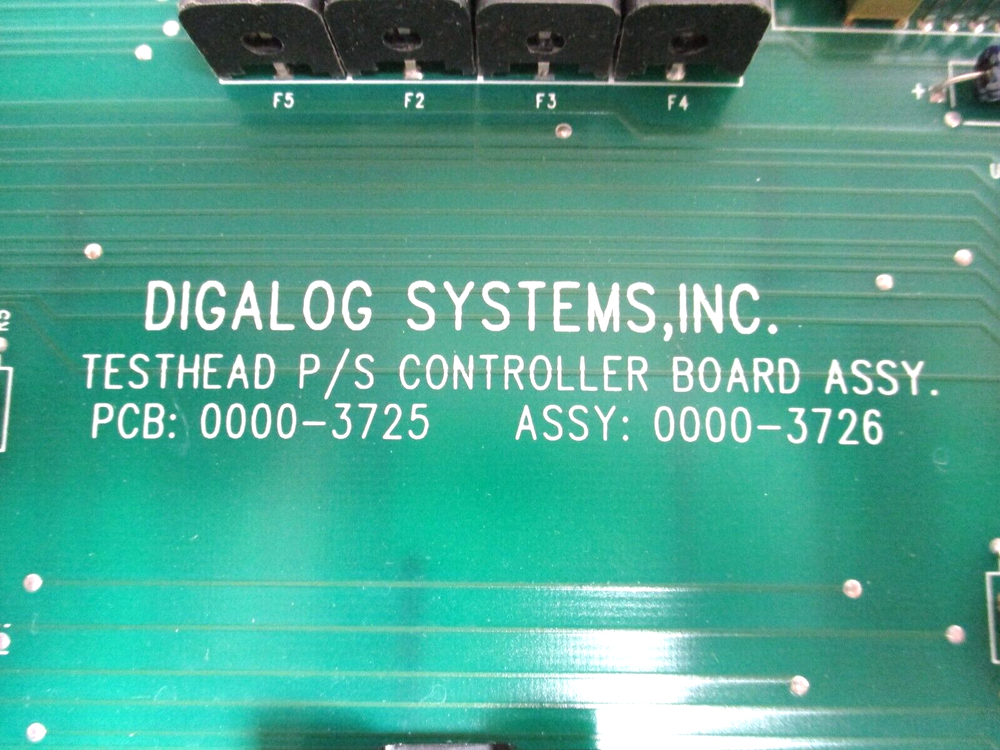 F5 F2 F3 F4
+
DIGALOG SYSTEMS,INC.
TESTHEAD P/S CONTROLLER BOARD ASSY.
PCB: 0000-3725 ASSY: 0000-3726